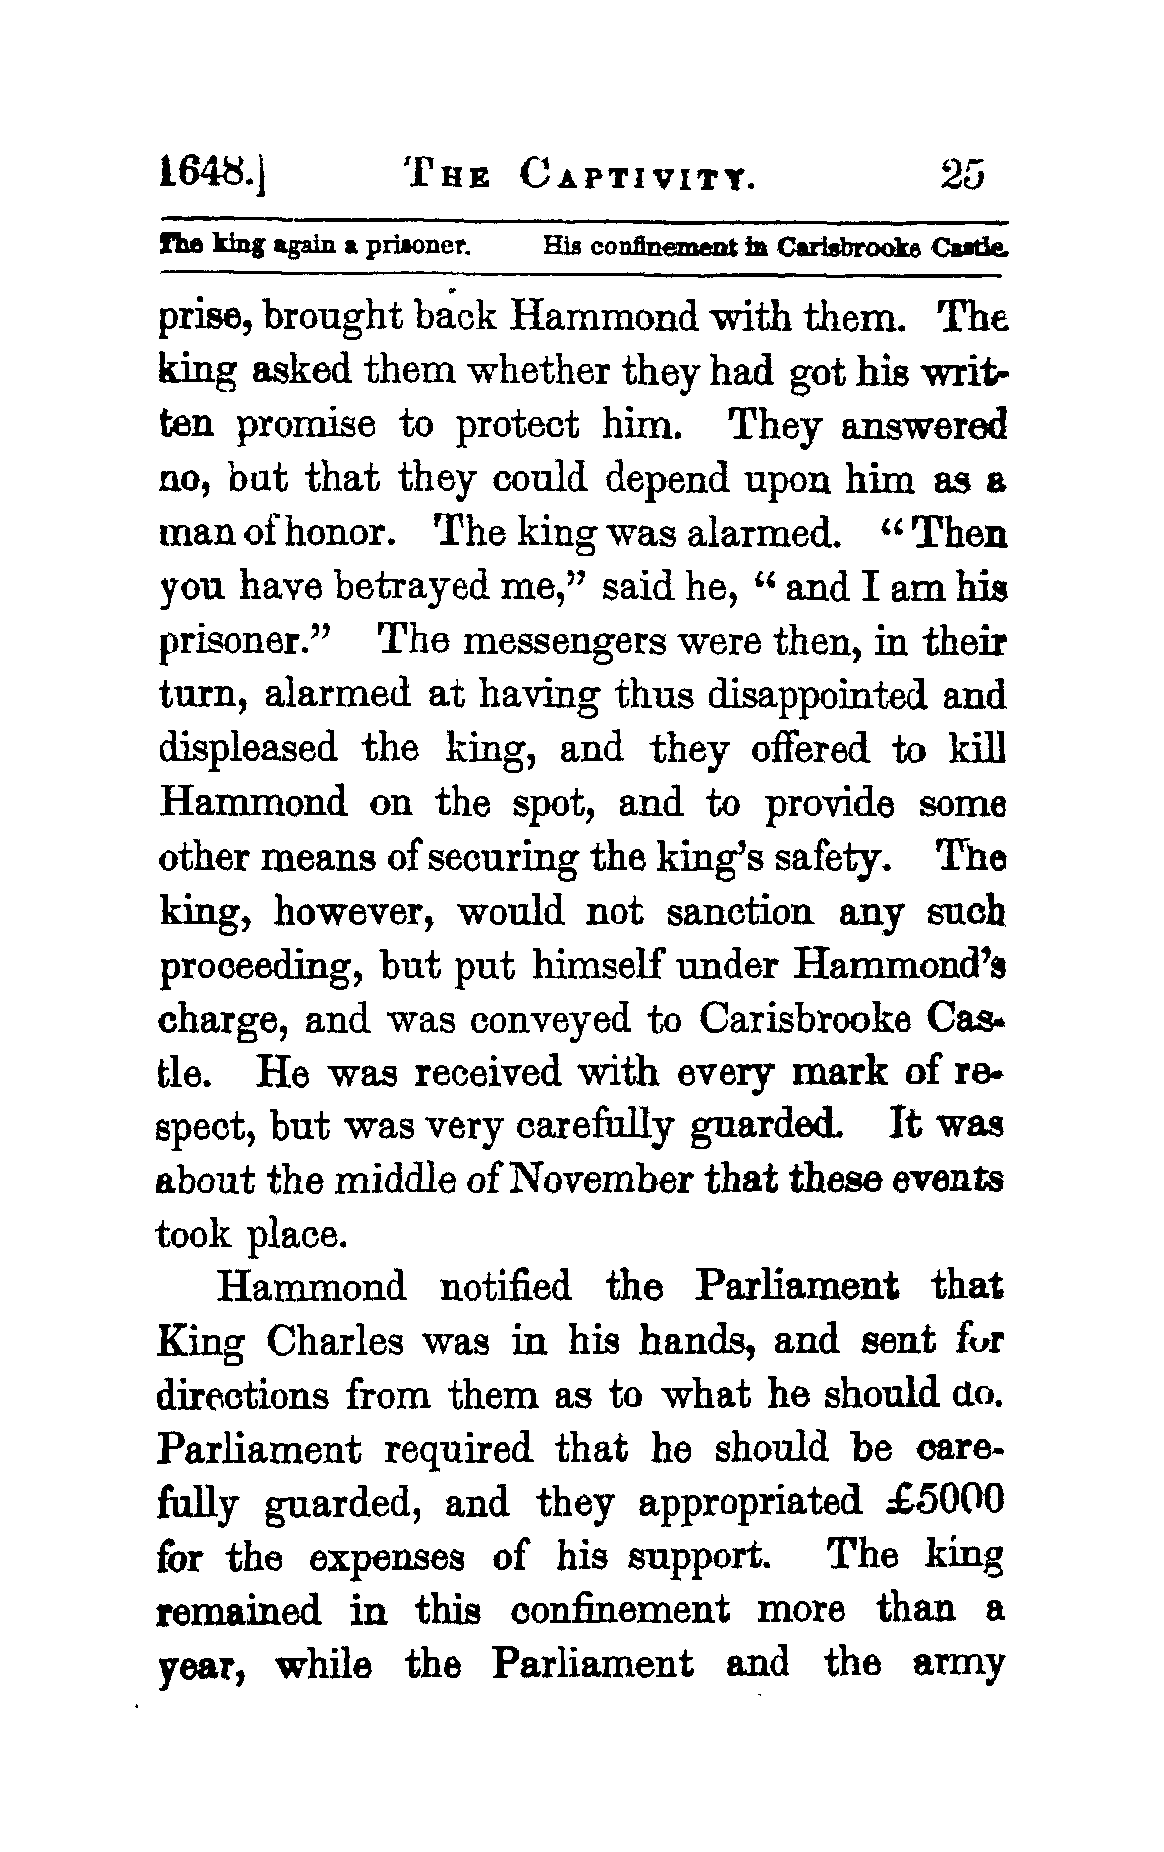 1648.] The Captivity. 25
The king again a prisoner. His confinement in Carisbrooke Castle.
prise, brought back Hammond with them. The
king asked them whether they had got his writ-
ten promise to protect him. They answered
no, but that they could depend upon him as a
man of honor. The king was alarmed. “Then
you have betrayed me,” said he, “and I am his
prisoner.” The messengers were then, in their
turn, alarmed at having thus disappointed and
displeased the king, and they offered to kill
Hammond on the spot, and to provide some
other means of securing the king’s safety. The
king, however, would not sanction any such
proceeding, but put himself under Hammond’s
charge, and was conveyed to Carisbrooke Cas-
tle. He was received with every mark of re-
spect, but was very carefully guarded. It was
about the middle of November that these events
took place.
Hammond notified the Parliament that
King Charles was in his hands, and sent for
directions from them as to what he should do.
Parliament required that he should be care-
fully guarded, and they appropriated £5000
for the expenses of his support. The king
remained in this confinement more than a
year, while the Parliament and the army